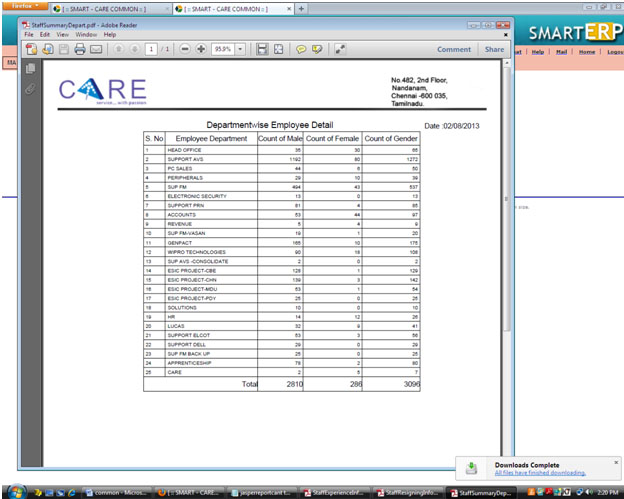 Firefox
[ :: SMART - CARE COMMON :: ]
[ :: SMART - CARE COMMON :: ]
StaffSummaryDepart.pdf - Adobe Reader
File Edit View Window Help
1 / 1 95.9% Comment Share
SMARTERP
Help | Mail | Home | Logou
MA
CARE
service... with passion
No.482, 2nd Floor,
Nandanam,
Chennai -600 035,
Tamilnadu.
Departmentwise Employee Detail
Date :02/08/2013
S. No Employee Department Count of Male Count of Female Count of Gender
1 HEAD OFFICE 35 30 65
2 SUPPORT AVS 1192 80 1272
3 PC SALES 44 6 50
4 PERIPHERALS 29 10 39
5 SUP FM 494 43 537
6 ELECTRONIC SECURITY 13 0 13
7 SUPPORT PRN 81 4 85
8 ACCOUNTS 53 44 97
9 REVENUE 5 4 9
10 SUP FM-VASAN 19 1 20
11 GENPACT 165 10 175
12 WIPRO TECHNOLOGIES 90 18 108
13 SUP AVS -CONSOLIDATE 2 0 2
14 ESIC PROJECT-CBE 128 1 129
15 ESIC PROJECT-CHN 139 3 142
16 ESIC PROJECT-MDU 53 1 54
17 ESIC PROJECT-PDY 25 0 25
18 SOLUTIONS 10 0 10
19 HR 14 12 26
20 LUCAS 32 9 41
21 SUPPORT ELCOT 53 3 56
22 SUPPORT DELL 29 0 29
23 SUP FM BACK UP 25 0 25
24 APPRENTICESHIP 78 2 80
25 CARE 2 5 7
Total 2810 286 3096
Downloads Complete
All files have finished downloading.
common - Micros... [ :: SMART - CARE... jasperreportcant t... StaffExperienceInf... StaffResigningInfo... StaffSummaryDep... 2:20 PM